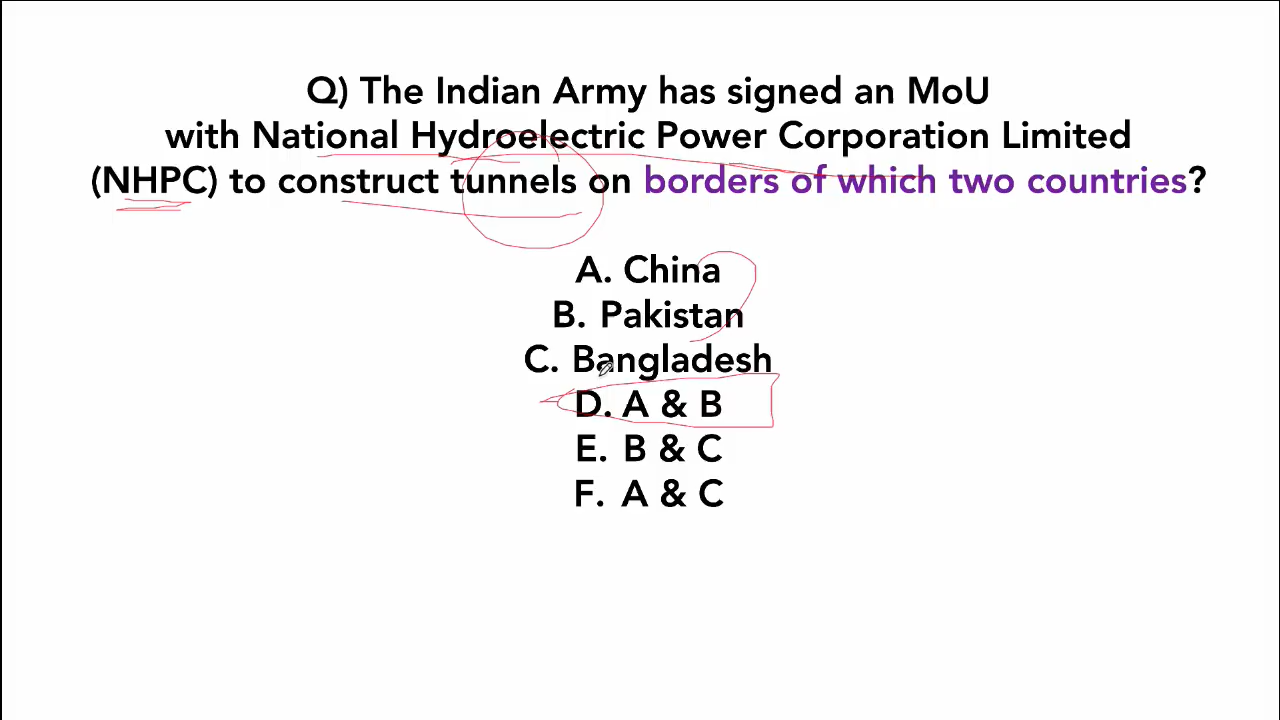 Q) The Indian Army has signed an MoU
with National Hydroelectric Power Corporation Limited
(NHPC) to construct tunnels on borders of which two countries?
A. China
B. Pakistan
C. Bangladesh
D. A & B
E. B & C
F. A & C